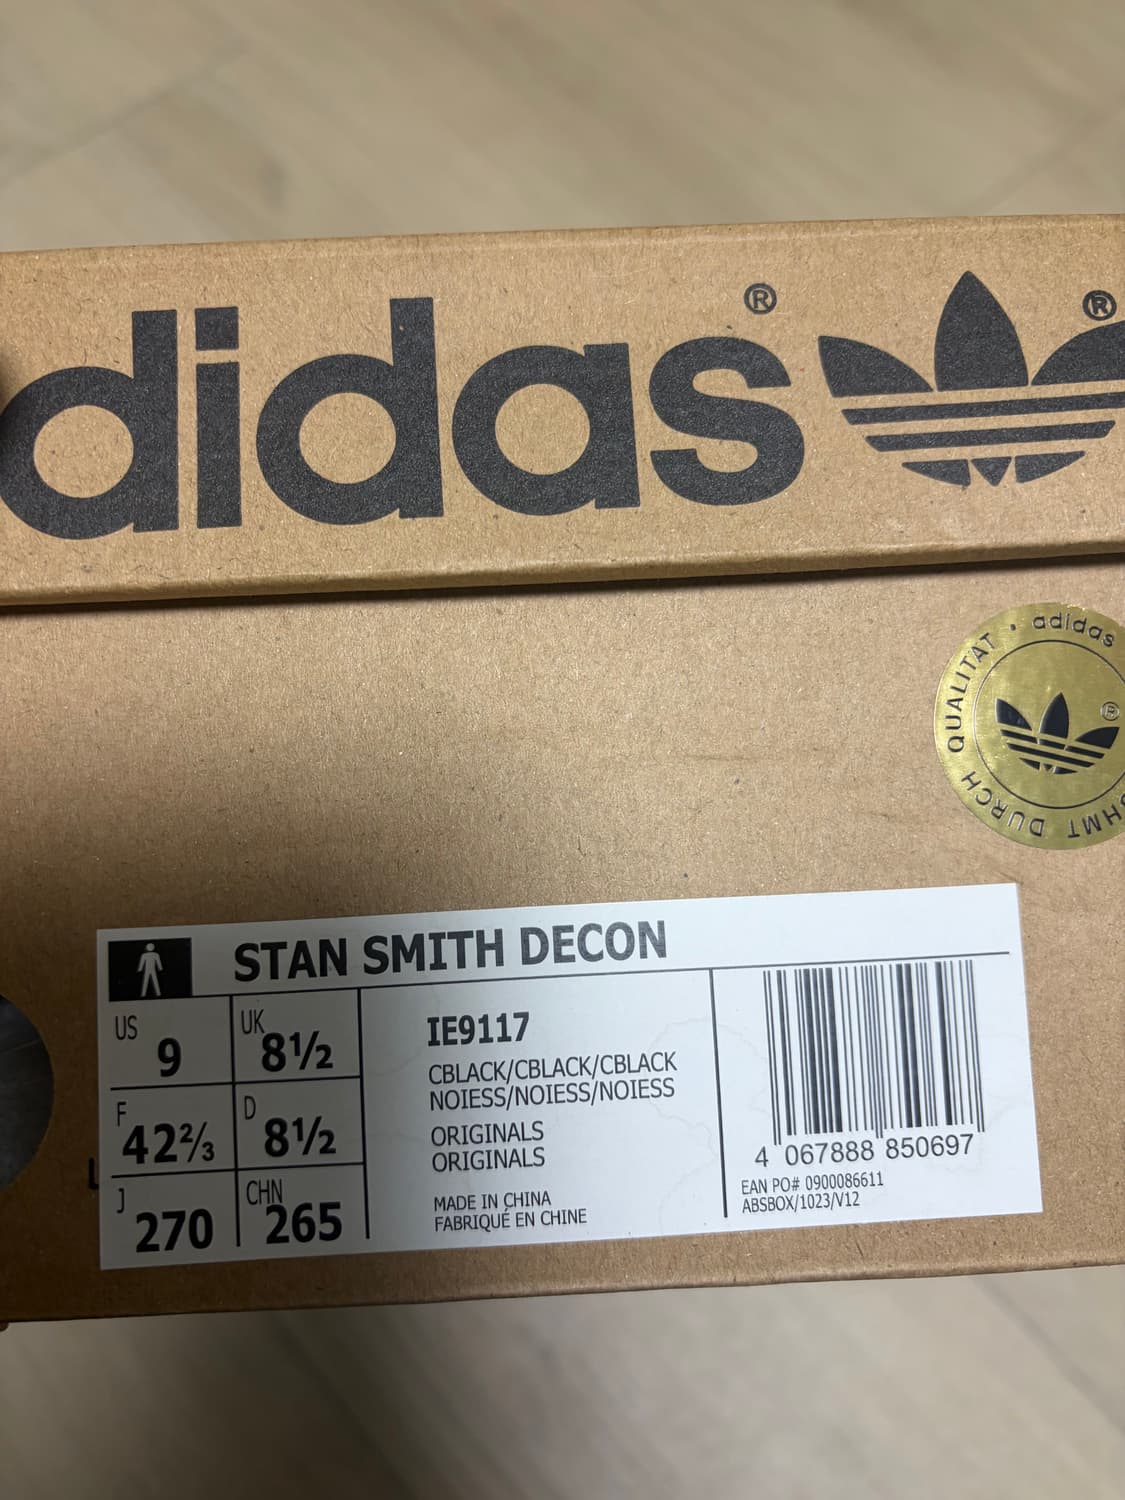 adidas® ®
adidas ®
QUALITAT • DURCH
STAN SMITH DECON
US 9
UK 8½
F 42⅔
D 8½
J 270
CHN 265
IE9117
CBLACK/CBLACK/CBLACK
NOIESS/NOIESS/NOIESS
ORIGINALS
ORIGINALS
MADE IN CHINA
FABRIQUÉ EN CHINE
4 067888 850697
EAN PO# 0900086611
ABSBOX/1023/V12